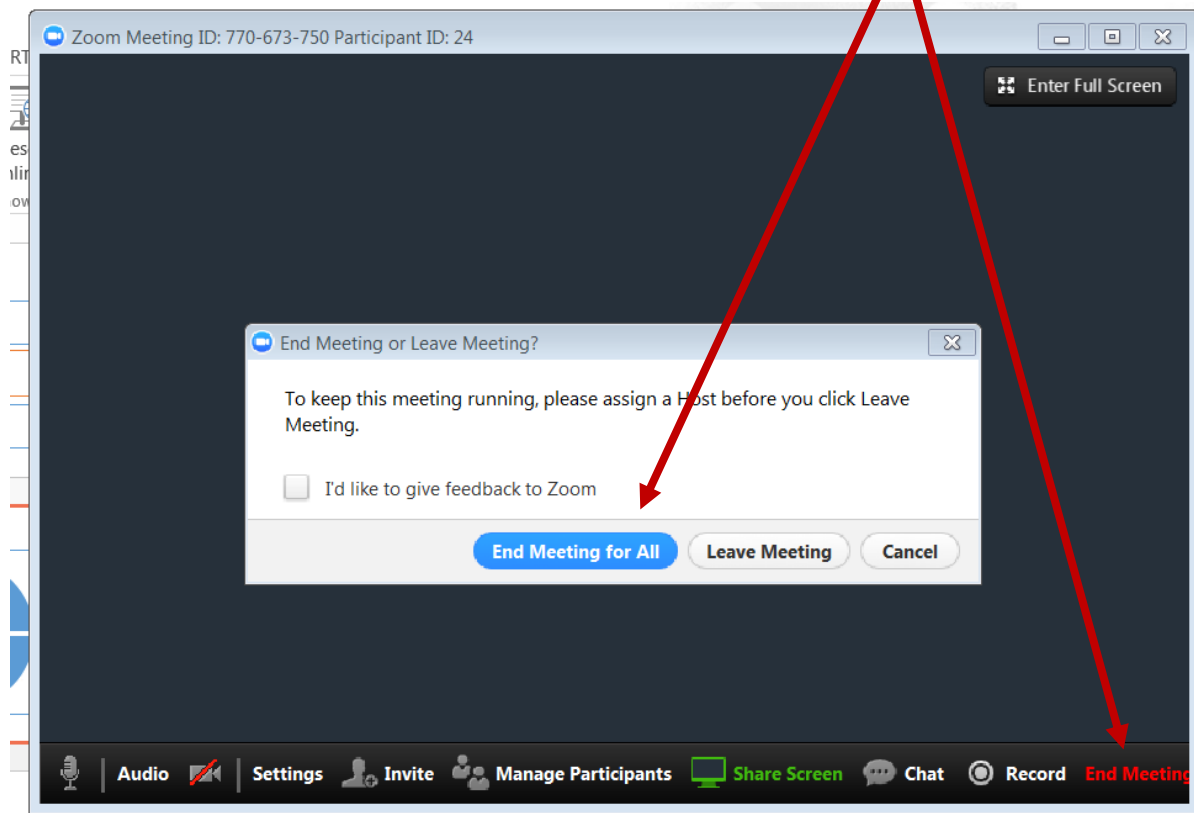 Zoom Meeting ID: 770-673-750 Participant ID: 24
Enter Full Screen
End Meeting or Leave Meeting?
To keep this meeting running, please assign a Host before you click Leave
Meeting.
I'd like to give feedback to Zoom
End Meeting for All Leave Meeting Cancel
Audio Settings Invite Manage Participants Share Screen Chat Record End Meeting